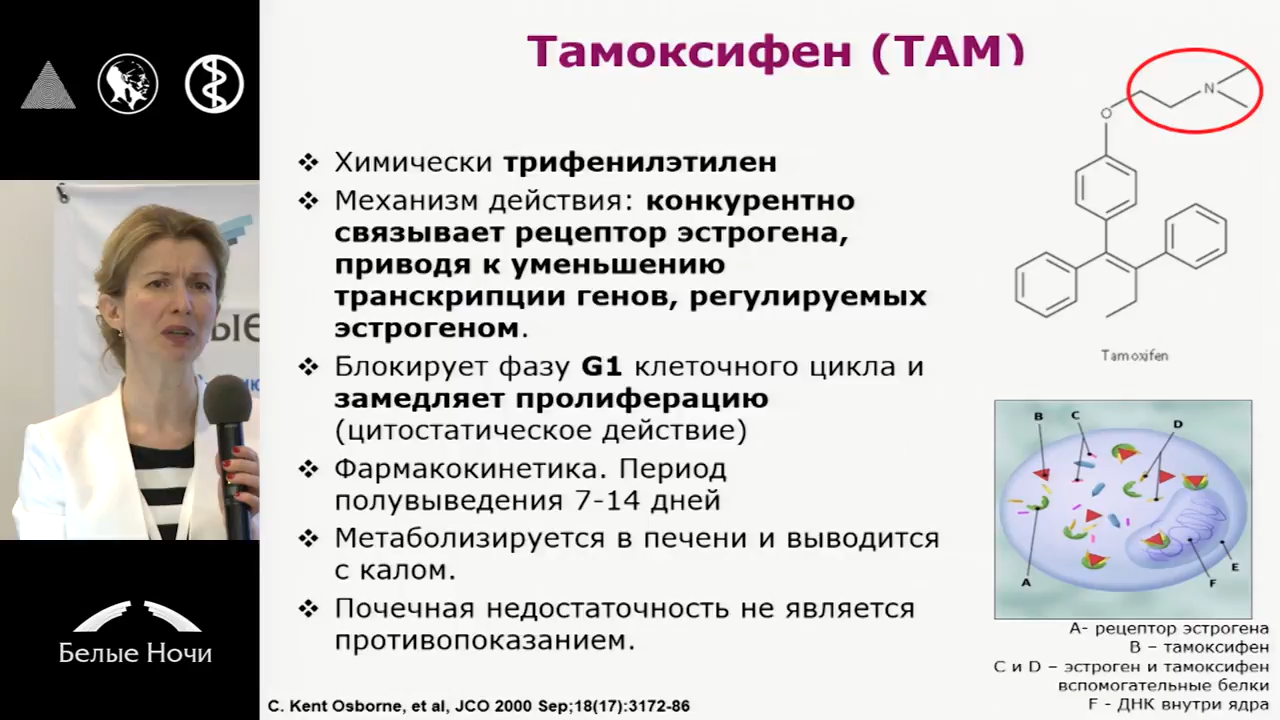 Тамоксифен (ТАМ)
❖ Химически трифенилэтилен
❖ Механизм действия: конкурентно
связывает рецептор эстрогена,
приводя к уменьшению
транскрипции генов, регулируемых
эстрогеном.
❖ Блокирует фазу G1 клеточного цикла и
замедляет пролиферацию
(цитостатическое действие)
❖ Фармакокинетика. Период
полувыведения 7-14 дней
❖ Метаболизируется в печени и выводится
с калом.
❖ Почечная недостаточность не является
противопоказанием.
C. Kent Osborne, et al, JCO 2000 Sep;18(17):3172-86
N
O
Tamoxifen
B
C
D
A
F
E
A- рецептор эстрогена
B – тамоксифен
C и D – эстроген и тамоксифен
вспомогательные белки
F - ДНК внутри ядра
ые
Белые Ночи